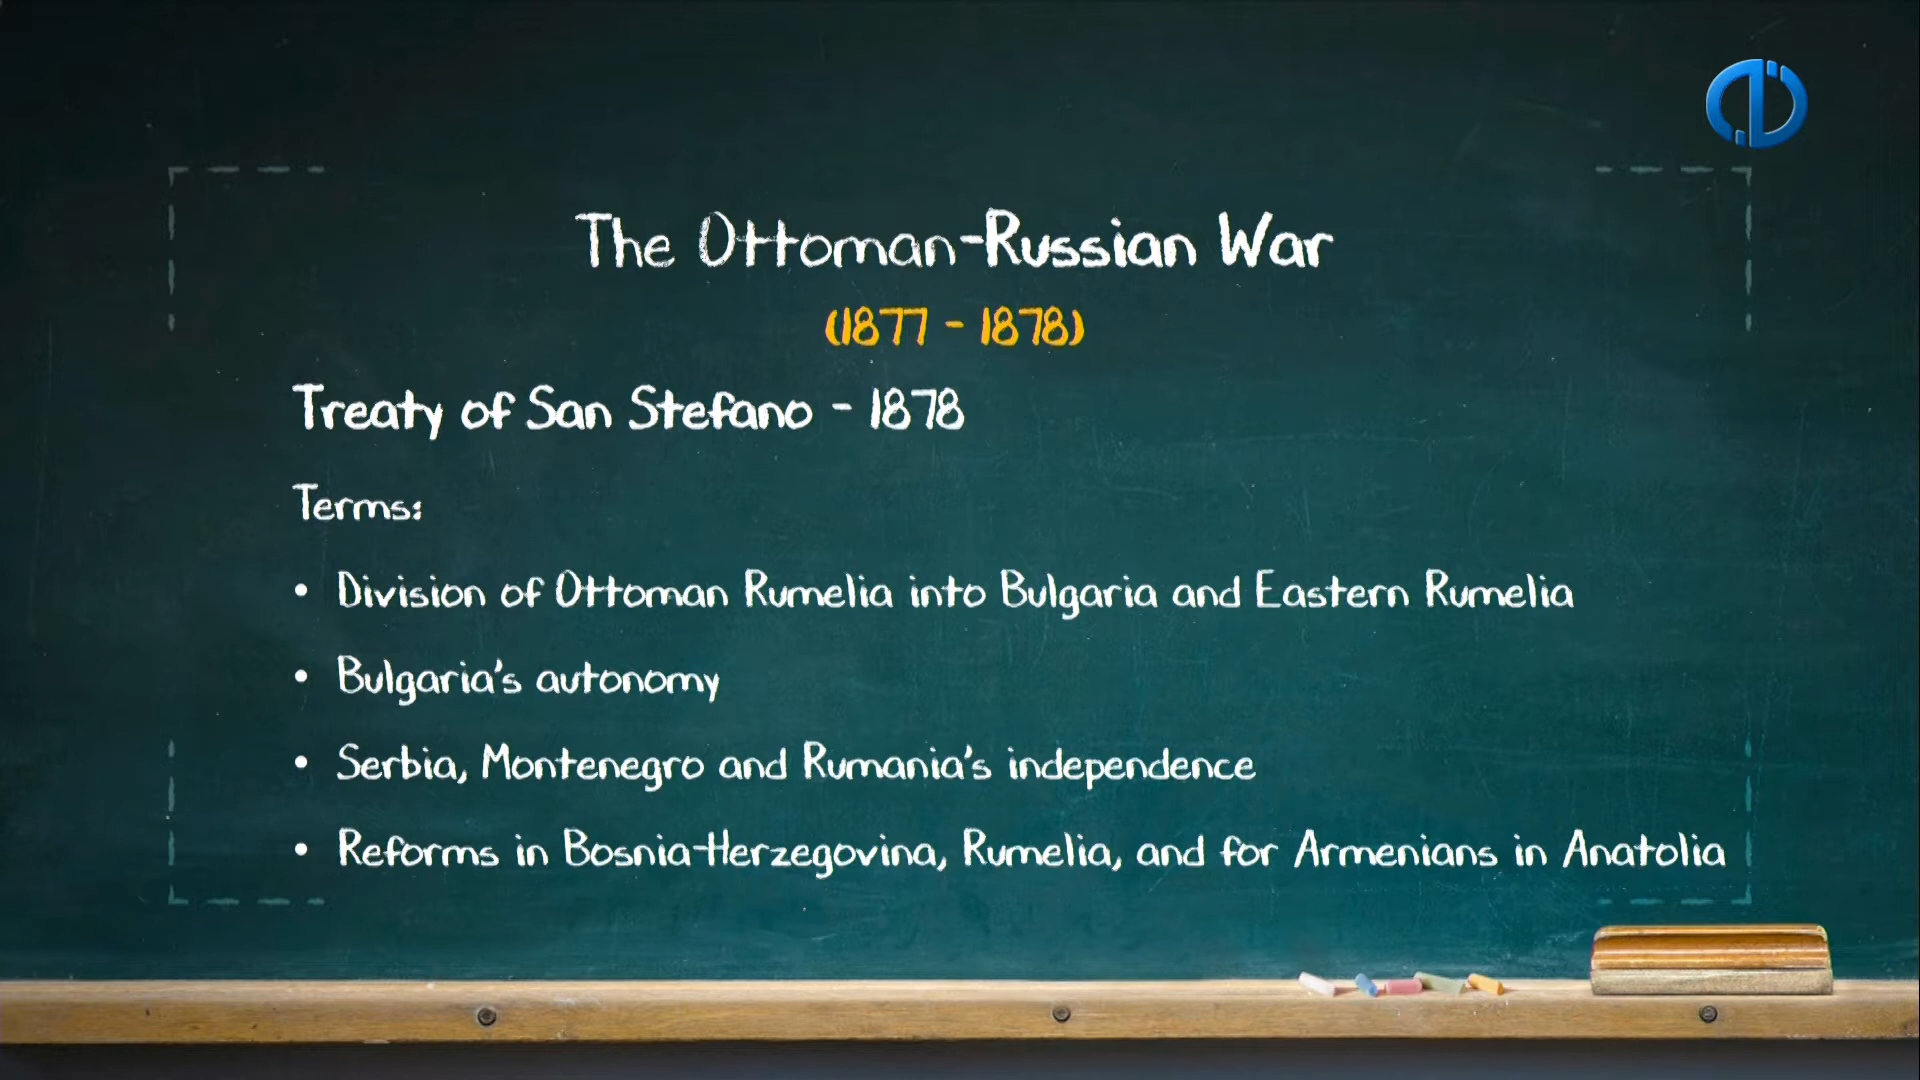 The Ottoman-Russian War
(1877 - 1878)
Treaty of San Stefano - 1878
Terms:
• Division of Ottoman Rumelia into Bulgaria and Eastern Rumelia
• Bulgaria's autonomy
• Serbia, Montenegro and Rumania's independence
• Reforms in Bosnia-Herzegovina, Rumelia, and for Armenians in Anatolia